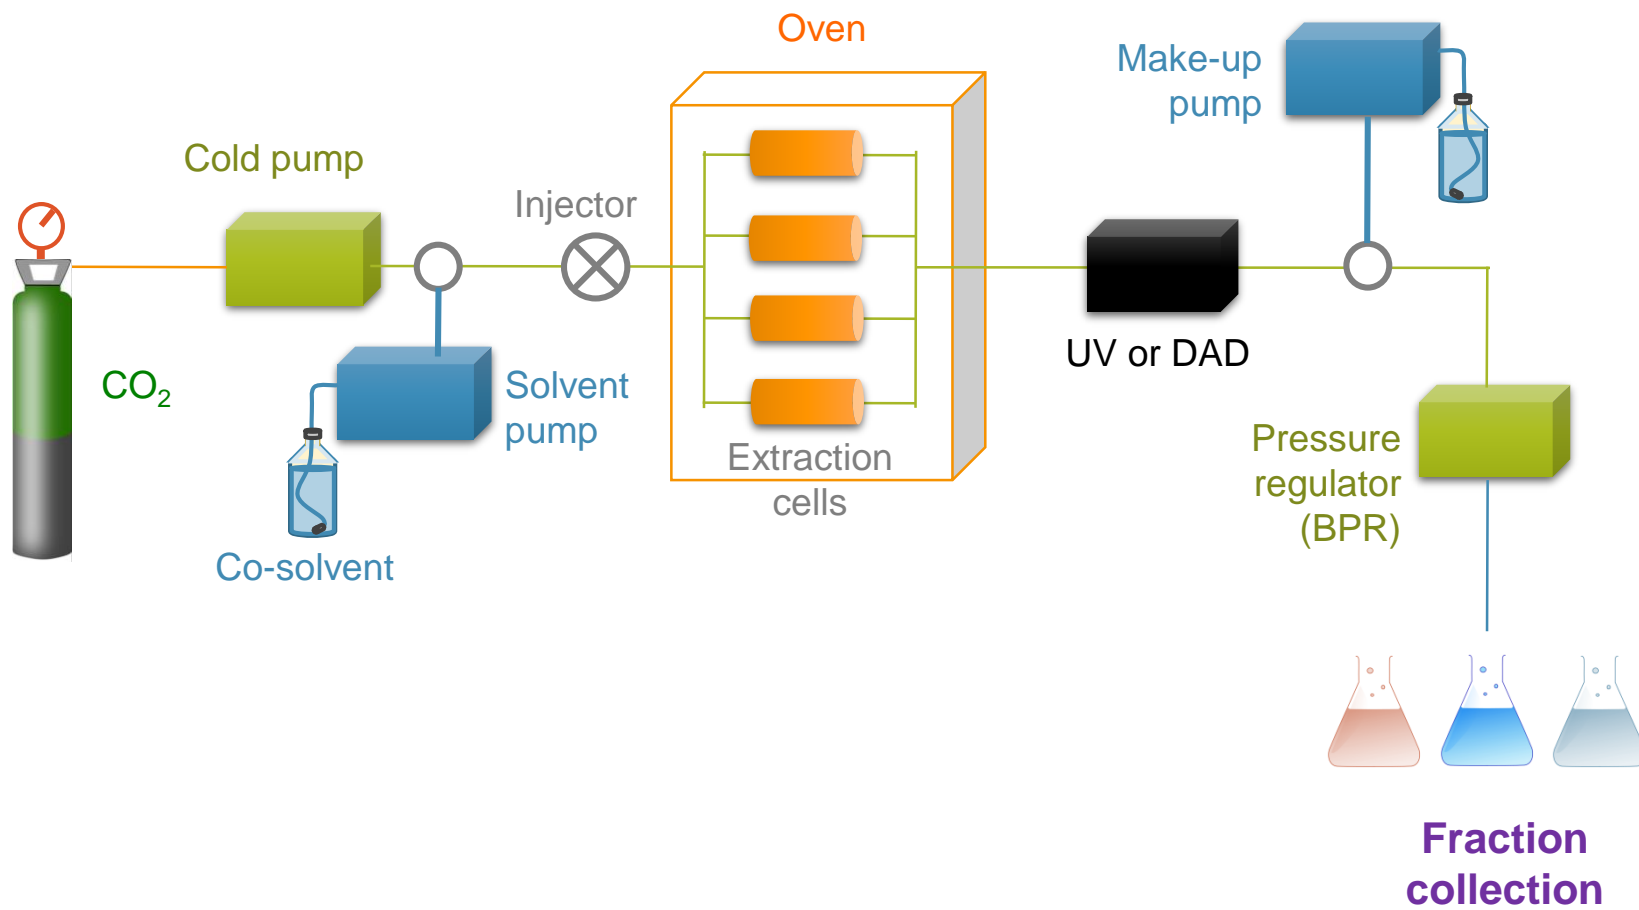 Oven
Make-up
pump
Cold pump
Injector
CO₂
Solvent
pump
UV or DAD
Extraction
cells
Pressure
regulator
(BPR)
Co-solvent
Fraction
collection